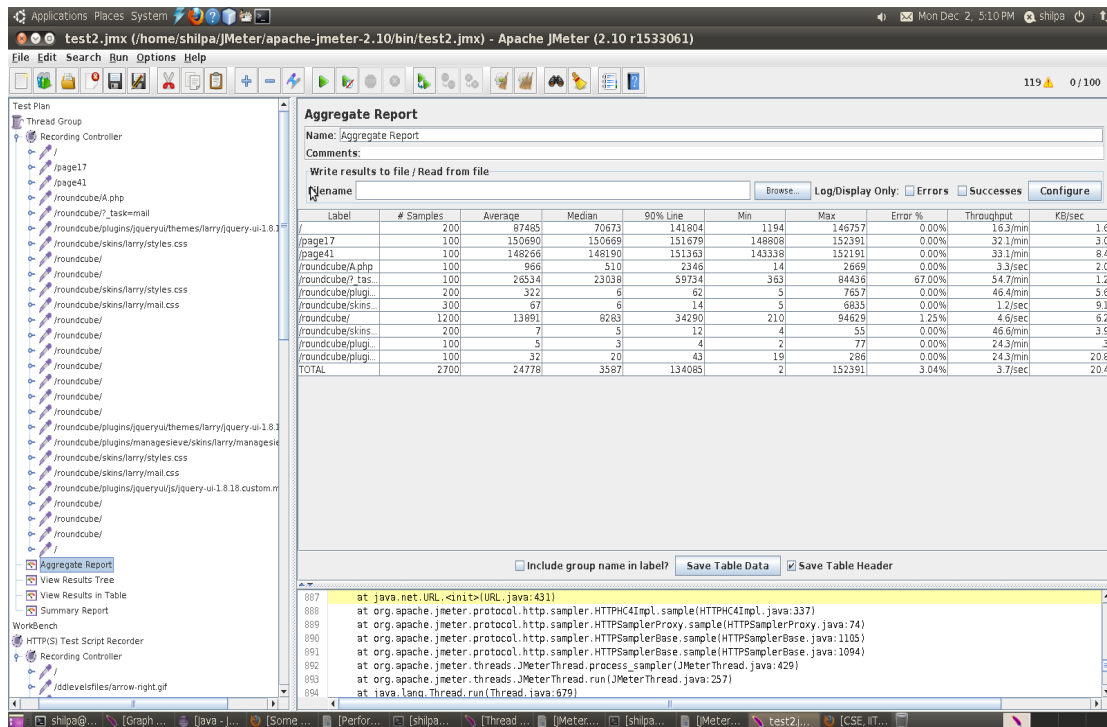 Applications Places System
Mon Dec 2, 5:10 PM shilpa
test2.jmx (/home/shilpa/JMeter/apache-jmeter-2.10/bin/test2.jmx) - Apache JMeter (2.10 r1533061)
File Edit Search Run Options Help
119 0/100
Test Plan
Thread Group
Recording Controller
/
/page17
/page41
/roundcube/A.php
/roundcube/?_task=mail
/roundcube/plugins/jqueryui/themes/larry/jquery-ui-1.8.1
/roundcube/skins/larry/styles.css
/roundcube/
/roundcube/
/roundcube/skins/larry/styles.css
/roundcube/skins/larry/mail.css
/roundcube/
/roundcube/
/roundcube/
/roundcube/
/roundcube/
/roundcube/
/roundcube/
/roundcube/plugins/jqueryui/themes/larry/jquery-ui-1.8.1
/roundcube/plugins/managesieve/skins/larry/managesie
/roundcube/skins/larry/styles.css
/roundcube/skins/larry/mail.css
/roundcube/plugins/jqueryui/js/jquery-ui-1.8.18.custom.m
/roundcube/
/roundcube/
/roundcube/
/
Aggregate Report
View Results Tree
View Results in Table
Summary Report
WorkBench
HTTP(S) Test Script Recorder
Recording Controller
/
/ddlevelsfiles/arrow-right.gif
Aggregate Report
Name: Aggregate Report
Comments:
Write results to file / Read from file
Filename Browse... Log/Display Only: Errors Successes Configure
Label # Samples Average Median 90% Line Min Max Error % Throughput KB/sec
/ 200 87485 70673 141804 1194 146757 0.00% 16.3/min 1.6
/page17 100 150690 150669 151679 148808 152391 0.00% 32.1/min 3.0
/page41 100 148266 148190 151363 143338 152191 0.00% 33.1/min 8.4
/roundcube/A.php 100 966 510 2346 14 2669 0.00% 3.3/sec 2.0
/roundcube/?_tas... 100 26534 23038 59734 363 84436 67.00% 54.7/min 1.2
/roundcube/plugi... 200 322 6 62 5 7657 0.00% 46.4/min 5.6
/roundcube/skins... 300 67 6 14 5 6835 0.00% 1.2/sec 9.1
/roundcube/ 1200 13891 8283 34290 210 94629 1.25% 4.6/sec 6.2
/roundcube/skins... 200 7 5 12 4 55 0.00% 46.6/min 3.9
/roundcube/plugi... 100 5 3 4 2 77 0.00% 24.3/min .3
/roundcube/plugi... 100 32 20 43 19 286 0.00% 24.3/min 20.8
TOTAL 2700 24778 3587 134085 2 152391 3.04% 3.7/sec 20.4
Include group name in label? Save Table Data Save Table Header
887 at java.net.URL.<init>(URL.java:431)
888 at org.apache.jmeter.protocol.http.sampler.HTTPHC4Impl.sample(HTTPHC4Impl.java:337)
889 at org.apache.jmeter.protocol.http.sampler.HTTPSamplerProxy.sample(HTTPSamplerProxy.java:74)
890 at org.apache.jmeter.protocol.http.sampler.HTTPSamplerBase.sample(HTTPSamplerBase.java:1105)
891 at org.apache.jmeter.protocol.http.sampler.HTTPSamplerBase.sample(HTTPSamplerBase.java:1094)
892 at org.apache.jmeter.threads.JMeterThread.process_sampler(JMeterThread.java:429)
893 at org.apache.jmeter.threads.JMeterThread.run(JMeterThread.java:257)
894 at java.lang.Thread.run(Thread.java:679)
shilpa@... [Graph ... [Java - J... [Some ... [Perfor... [shilpa... [Thread ... [JMeter.... [shilpa... [JMeter... test2.j... [CSE, IIT...